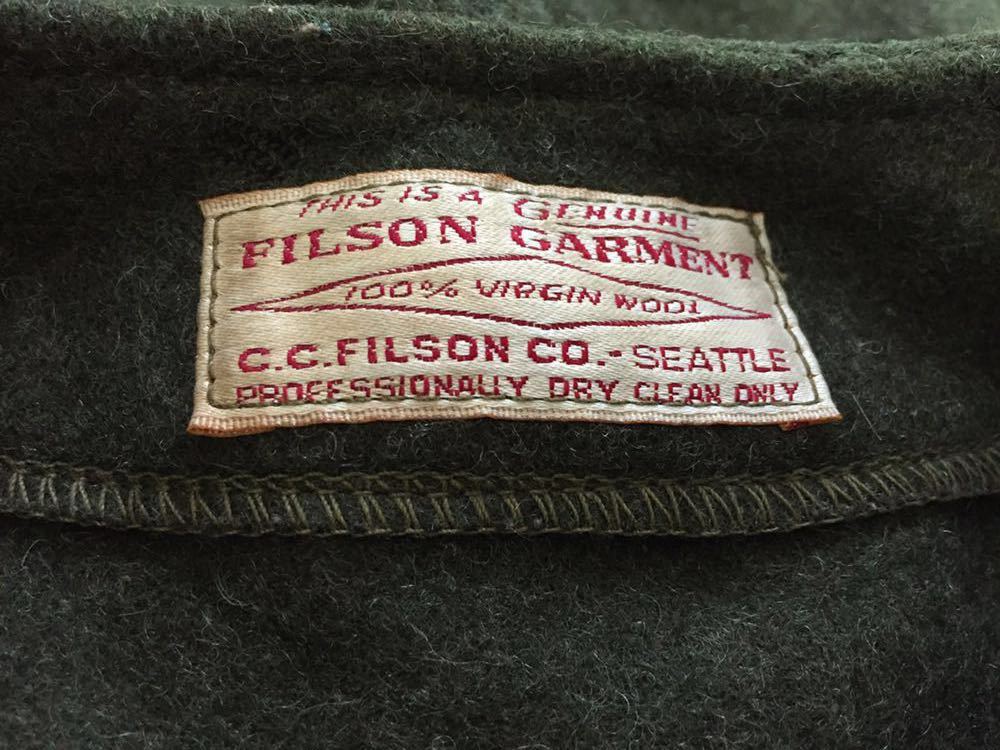 THIS IS A GENUINE
FILSON GARMENT
100% VIRGIN WOOL
C.C.FILSON CO.-SEATTLE
PROFESSIONALLY DRY CLEAN ONLY